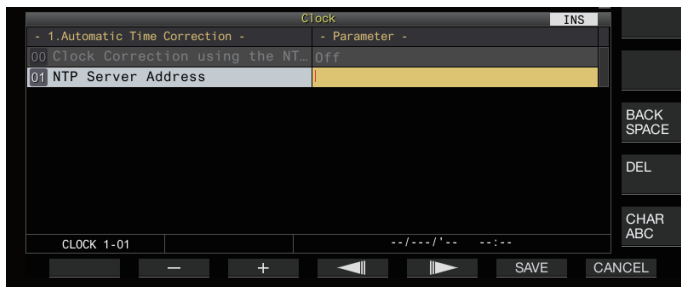 Clock
INS
- 1.Automatic Time Correction - - Parameter -
00 Clock Correction using the NT… Off
01 NTP Server Address
BACK
SPACE
DEL
CHAR
ABC
CLOCK 1-01 --/---/'-- --:--
− + SAVE CANCEL